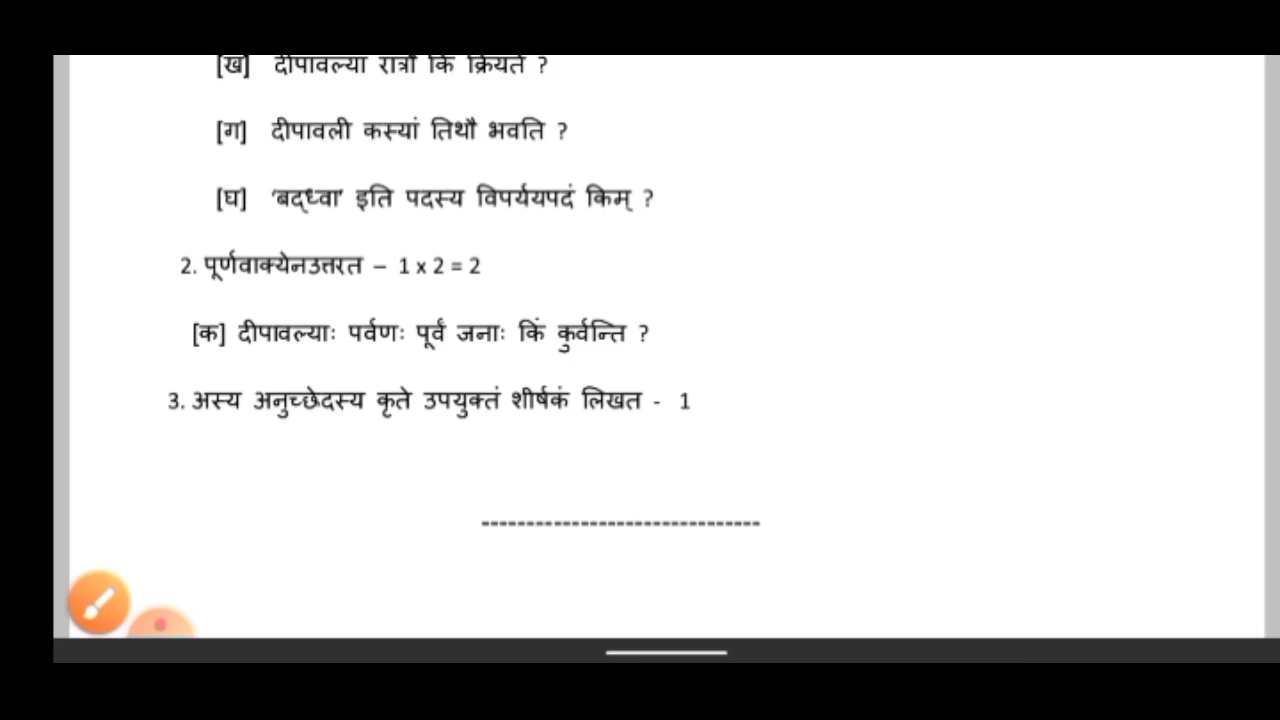 [ख] दीपावल्या रात्रौ किं क्रियते ?
[ग] दीपावली कस्यां तिथौ भवति ?
[घ] ‘बद्ध्वा’ इति पदस्य विपर्ययपदं किम् ?
2. पूर्णवाक्येनउत्तरत – 1 x 2 = 2
[क] दीपावल्याः पर्वणः पूर्वं जनाः किं कुर्वन्ति ?
3. अस्य अनुच्छेदस्य कृते उपयुक्तं शीर्षकं लिखत - 1
-------------------------------